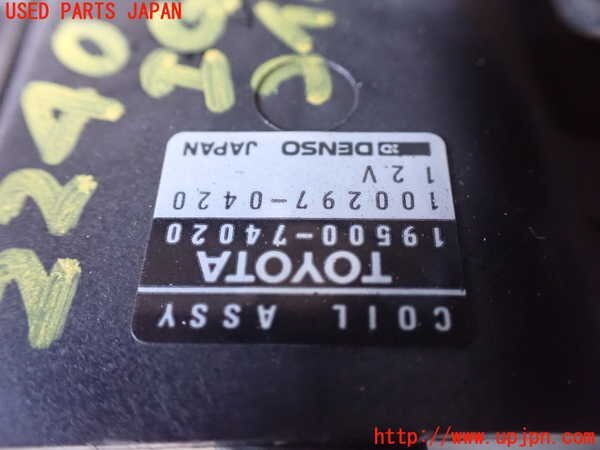 USED PARTS JAPAN
COIL ASSY
TOYOTA
19500-74020
100297-0420
12V
DENSO JAPAN
http://www.upjpn.com/